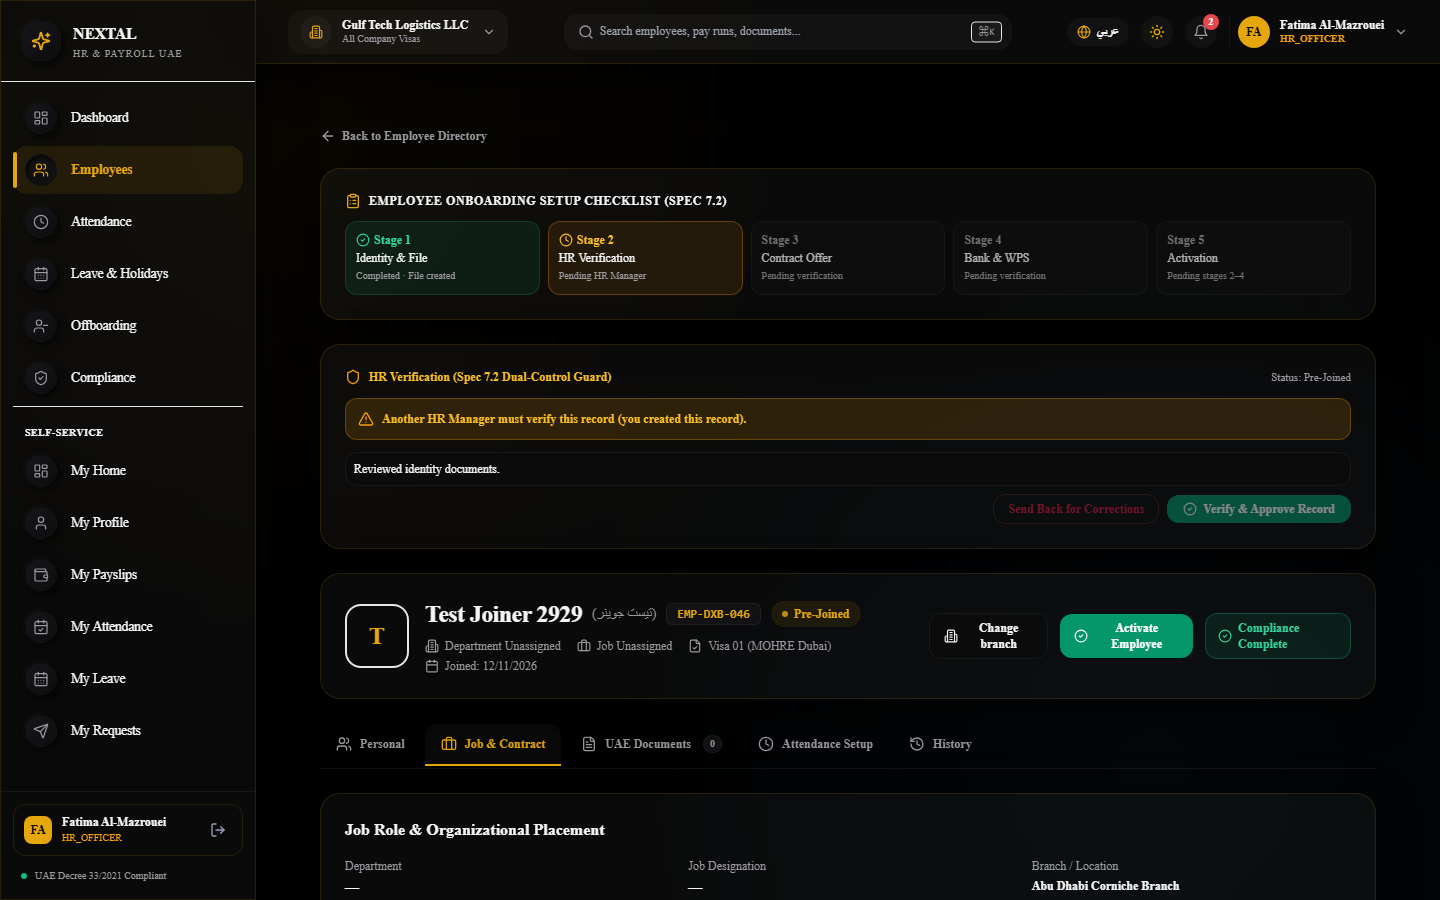 NEXTAL
HR & PAYROLL UAE
Gulf Tech Logistics LLC
All Company Visas
Search employees, pay runs, documents...
⌘K
عربي
2
FA
Fatima Al-Mazrouei
HR_OFFICER
Dashboard
Employees
Attendance
Leave & Holidays
Offboarding
Compliance
SELF-SERVICE
My Home
My Profile
My Payslips
My Attendance
My Leave
My Requests
FA
Fatima Al-Mazrouei
HR_OFFICER
UAE Decree 33/2021 Compliant
Back to Employee Directory
EMPLOYEE ONBOARDING SETUP CHECKLIST (SPEC 7.2)
Stage 1
Identity & File
Completed · File created
Stage 2
HR Verification
Pending HR Manager
Stage 3
Contract Offer
Pending verification
Stage 4
Bank & WPS
Pending verification
Stage 5
Activation
Pending stages 2–4
HR Verification (Spec 7.2 Dual-Control Guard)
Status: Pre-Joined
Another HR Manager must verify this record (you created this record).
Reviewed identity documents.
Send Back for Corrections
Verify & Approve Record
T
Test Joiner 2929 (تيست جوينر) EMP-DXB-046 Pre-Joined
Department Unassigned Job Unassigned Visa 01 (MOHRE Dubai)
Joined: 12/11/2026
Change
branch
Activate
Employee
Compliance
Complete
Personal
Job & Contract
UAE Documents 0
Attendance Setup
History
Job Role & Organizational Placement
Department
—
Job Designation
—
Branch / Location
Abu Dhabi Corniche Branch